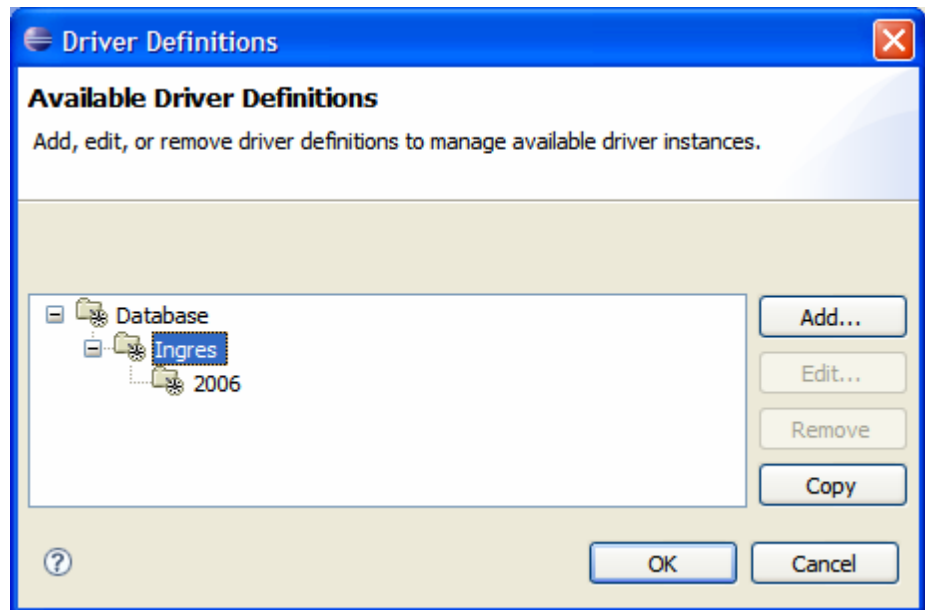 Driver Definitions
Available Driver Definitions
Add, edit, or remove driver definitions to manage available driver instances.
Database
Ingres
2006
Add...
Edit...
Remove
Copy
?
OK
Cancel